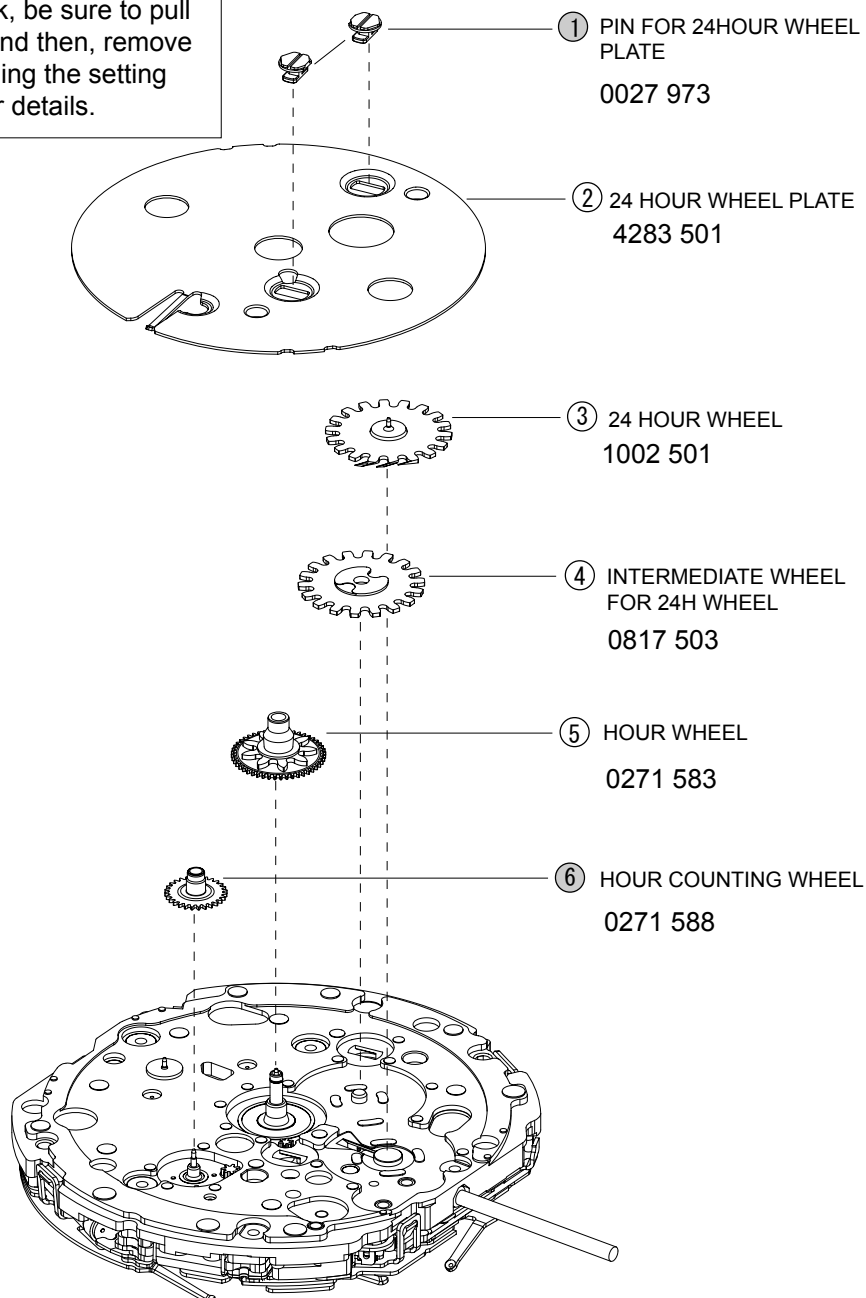 k, be sure to pull
nd then, remove
ing the setting
r details.
1 PIN FOR 24HOUR WHEEL
PLATE
0027 973
2 24 HOUR WHEEL PLATE
4283 501
3 24 HOUR WHEEL
1002 501
4 INTERMEDIATE WHEEL
FOR 24H WHEEL
0817 503
5 HOUR WHEEL
0271 583
6 HOUR COUNTING WHEEL
0271 588